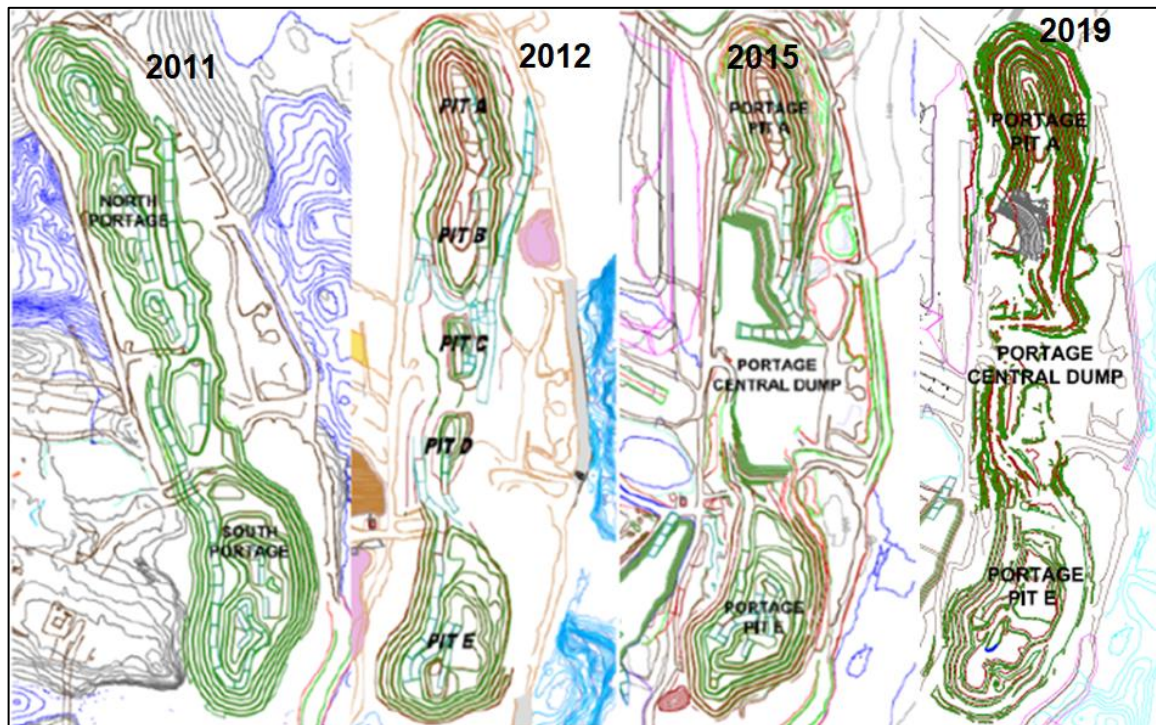 2011
NORTH
PORTAGE
SOUTH
PORTAGE
2012
PIT A
PIT B
PIT C
PIT D
PIT E
2015
PORTAGE
PIT A
PORTAGE
CENTRAL DUMP
PORTAGE
PIT E
2019
PORTAGE
PIT A
PORTAGE
CENTRAL DUMP
PORTAGE
PIT E